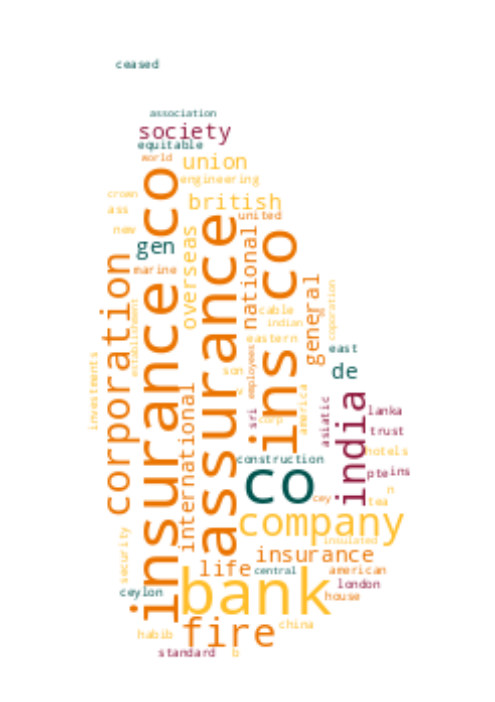 ceased
association
society
equitable
world
union
engineering
insurance co
crown
british
ass
united
assurance
new
overseas
national
ins co
gen
corporation
marine
general
coporation
establishment
cable
indian
eastern
east
investments
employees
son
de
international
america
asiatic
india
sri
corp
lanka
trust
construction
hotels
co
pte
ins
cey
n
tea
company
security
insulated
insurance
life
central
american
bank
london
ceylon
house
fire
china
habib
standard
b